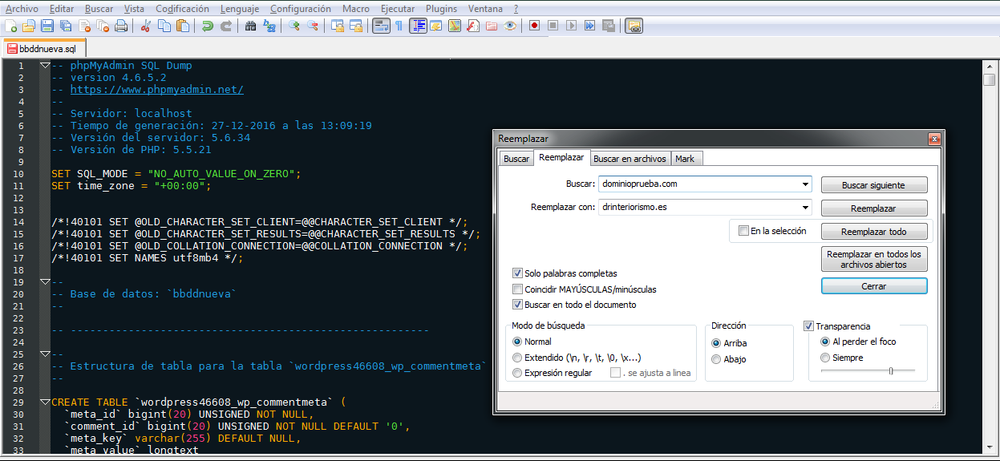 Archivo Editar Buscar Vista Codificación Lenguaje Configuración Macro Ejecutar Plugins Ventana ?
bbddnueva.sql
1 -- phpMyAdmin SQL Dump
2 -- version 4.6.5.2
3 -- https://www.phpmyadmin.net/
4 --
5 -- Servidor: localhost
6 -- Tiempo de generación: 27-12-2016 a las 13:09:19
7 -- Versión del servidor: 5.6.34
8 -- Versión de PHP: 5.5.21
9
10 SET SQL_MODE = "NO_AUTO_VALUE_ON_ZERO";
11 SET time_zone = "+00:00";
12
13
14 /*!40101 SET @OLD_CHARACTER_SET_CLIENT=@@CHARACTER_SET_CLIENT */;
15 /*!40101 SET @OLD_CHARACTER_SET_RESULTS=@@CHARACTER_SET_RESULTS */;
16 /*!40101 SET @OLD_COLLATION_CONNECTION=@@COLLATION_CONNECTION */;
17 /*!40101 SET NAMES utf8mb4 */;
18
19 --
20 -- Base de datos: `bbddnueva`
21 --
22
23 -- --------------------------------------------------------
24
25 --
26 -- Estructura de tabla para la tabla `wordpress46608_wp_commentmeta`
27 --
28
29 CREATE TABLE `wordpress46608_wp_commentmeta` (
30 `meta_id` bigint(20) UNSIGNED NOT NULL,
31 `comment_id` bigint(20) UNSIGNED NOT NULL DEFAULT '0',
32 `meta_key` varchar(255) DEFAULT NULL,
33 `meta_value` longtext
Reemplazar
Buscar Reemplazar Buscar en archivos Mark
Buscar: dominioprueba.com Buscar siguiente
Reemplazar con: drinteriorismo.es Reemplazar
En la selección Reemplazar todo
Reemplazar en todos los
archivos abiertos
Solo palabras completas
Cerrar
Coincidir MAYÚSCULAS/minúsculas
Buscar en todo el documento
Modo de búsqueda Dirección Transparencia
Normal Arriba Al perder el foco
Extendido (\n, \r, \t, \0, \x...) Abajo Siempre
Expresión regular . se ajusta a linea